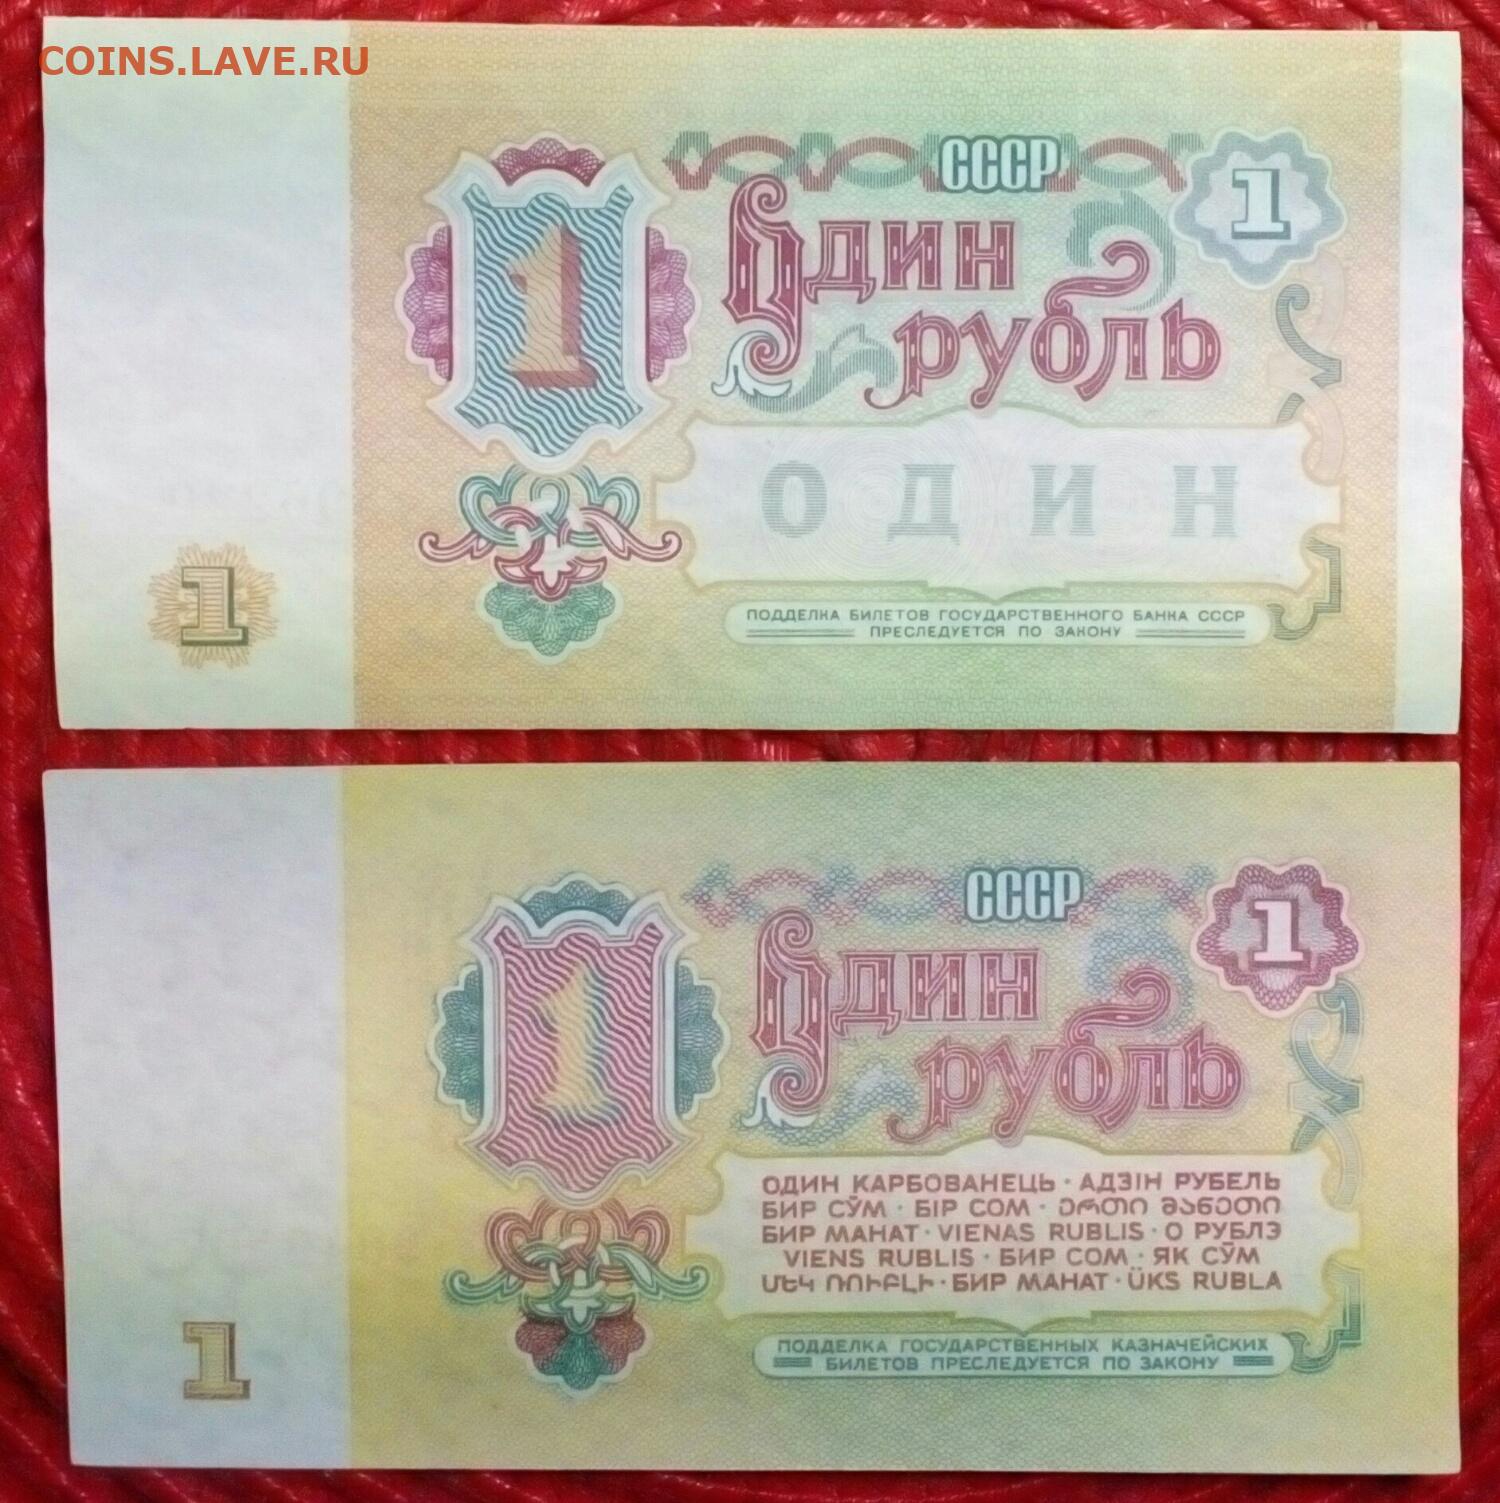 COINS.LAVE.RU
СССР
1
Один
1
рубль
ОДИН
ПОДДЕЛКА БИЛЕТОВ ГОСУДАРСТВЕННОГО БАНКА СССР
ПРЕСЛЕДУЕТСЯ ПО ЗАКОНУ
1
СССР
1
Один
1
рубль
ОДИН КАРБОВАНЕЦЬ · АДЗІН РУБЕЛЬ
БИР СЎМ · БІР СОМ · ᲔᲠᲗᲘ ᲛᲐᲜᲔᲗᲘ
БИР МАНАТ · VIENAS RUBLIS · О РУБЛЭ
VIENS RUBLIS · БИР СОМ · ЯК СӮМ
ՄԵԿ ՌՈՒԲԼԻ · БИР МАНАТ · ÜKS RUBLA
ПОДДЕЛКА ГОСУДАРСТВЕННЫХ КАЗНАЧЕЙСКИХ
БИЛЕТОВ ПРЕСЛЕДУЕТСЯ ПО ЗАКОНУ
1